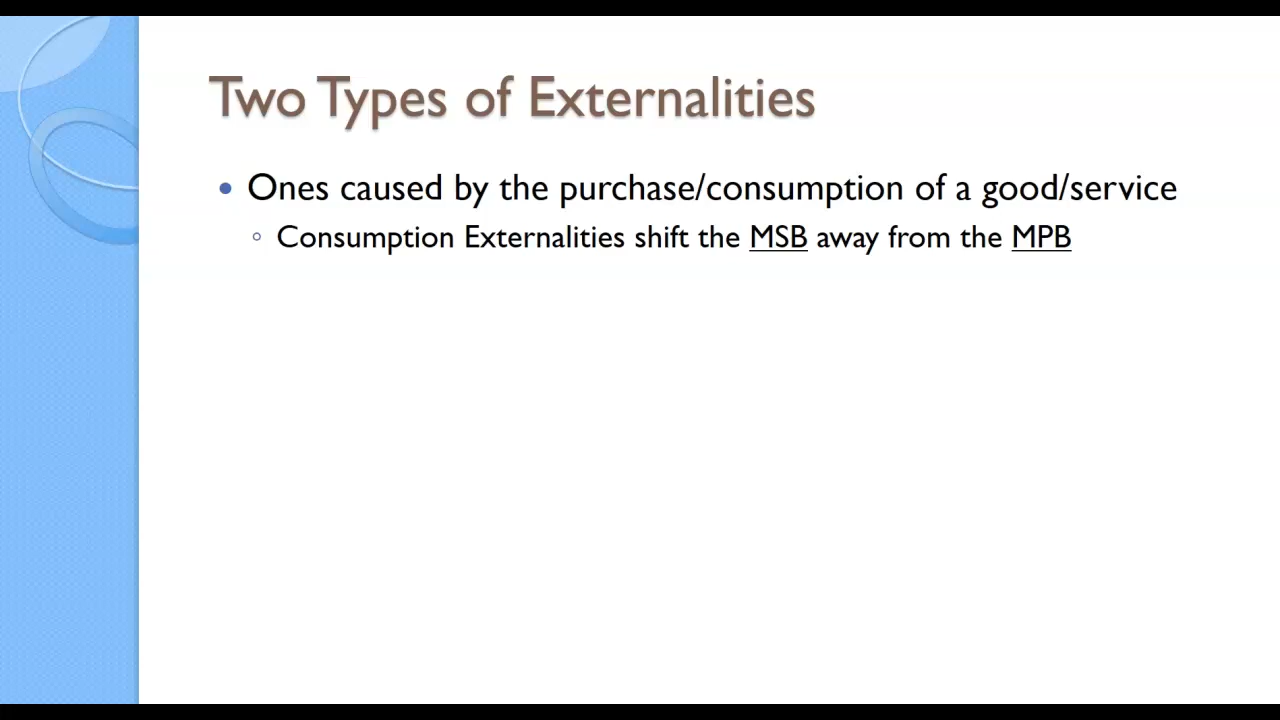 Two Types of Externalities
• Ones caused by the purchase/consumption of a good/service
◦ Consumption Externalities shift the MSB away from the MPB